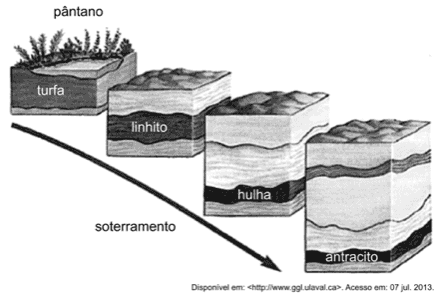 pântano
turfa
linhito
hulha
antracito
soterramento
Disponível em: <http://www.ggl.ulaval.ca>. Acesso em: 07 jul. 2013.